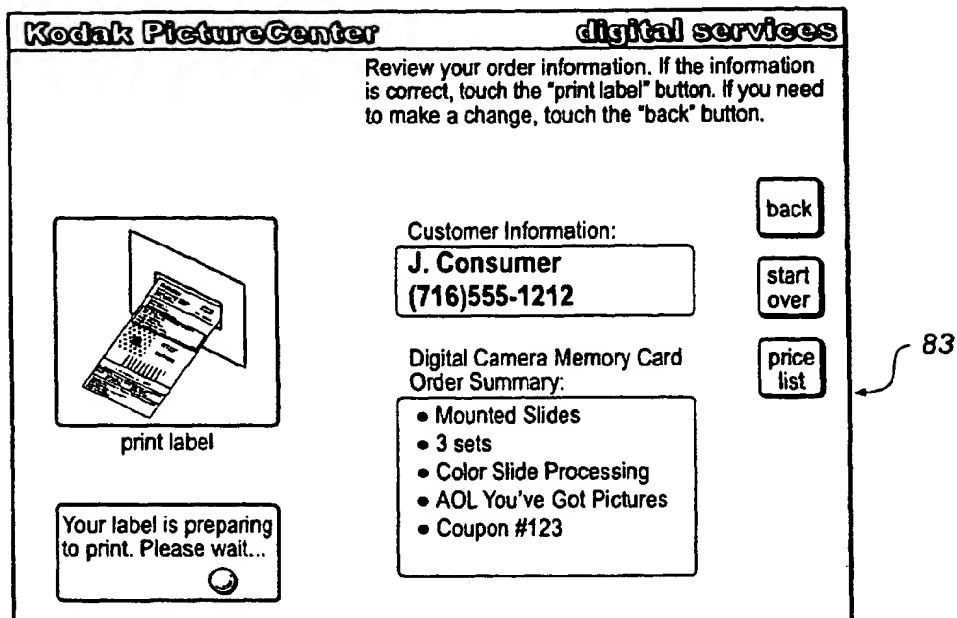 Kodak PictureCenter digital services
Review your order information. If the information
is correct, touch the "print label" button. If you need
to make a change, touch the "back" button.
back
Customer Information:
J. Consumer
(716)555-1212
start
over
price
list
83
Digital Camera Memory Card
Order Summary:
• Mounted Slides
• 3 sets
• Color Slide Processing
• AOL You've Got Pictures
• Coupon #123
print label
Your label is preparing
to print. Please wait...